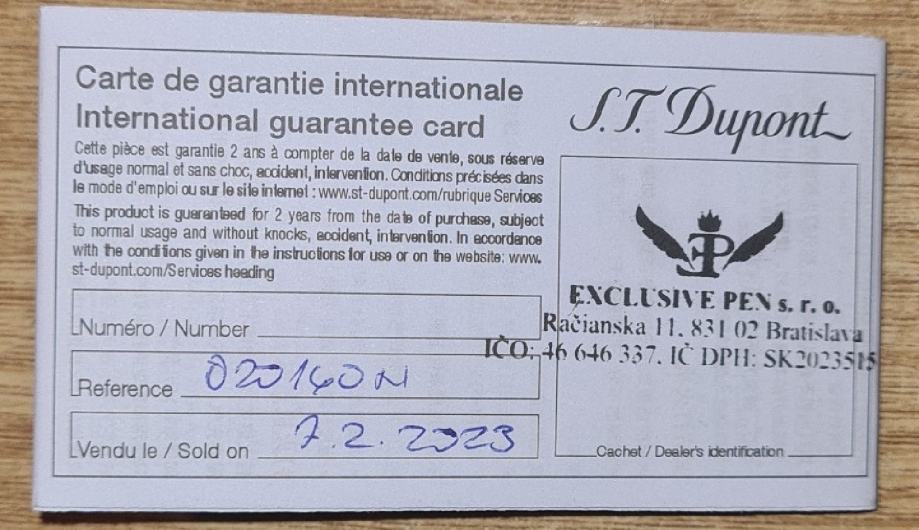 Carte de garantie internationale
International guarantee card
Cette pièce est garantie 2 ans à compter de la date de vente, sous réserve
d'usage normal et sans choc, accident, intervention. Conditions précisées dans
le mode d'emploi ou sur le site internet : www.st-dupont.com/rubrique Services
This product is guaranteed for 2 years from the date of purchase, subject
to normal usage and without knocks, accident, intervention. In accordance
with the conditions given in the instructions for use or on the website: www.
st-dupont.com/Services heading
Numéro / Number
Reference 020160N
Vendu le / Sold on 7.2.2023
S.T. Dupont
EP
EXCLUSIVE PEN s. r. o.
Račianska 11. 831 02 Bratislava
IČO: 46 646 337. IČ DPH: SK2023515
Cachet / Dealer's identification